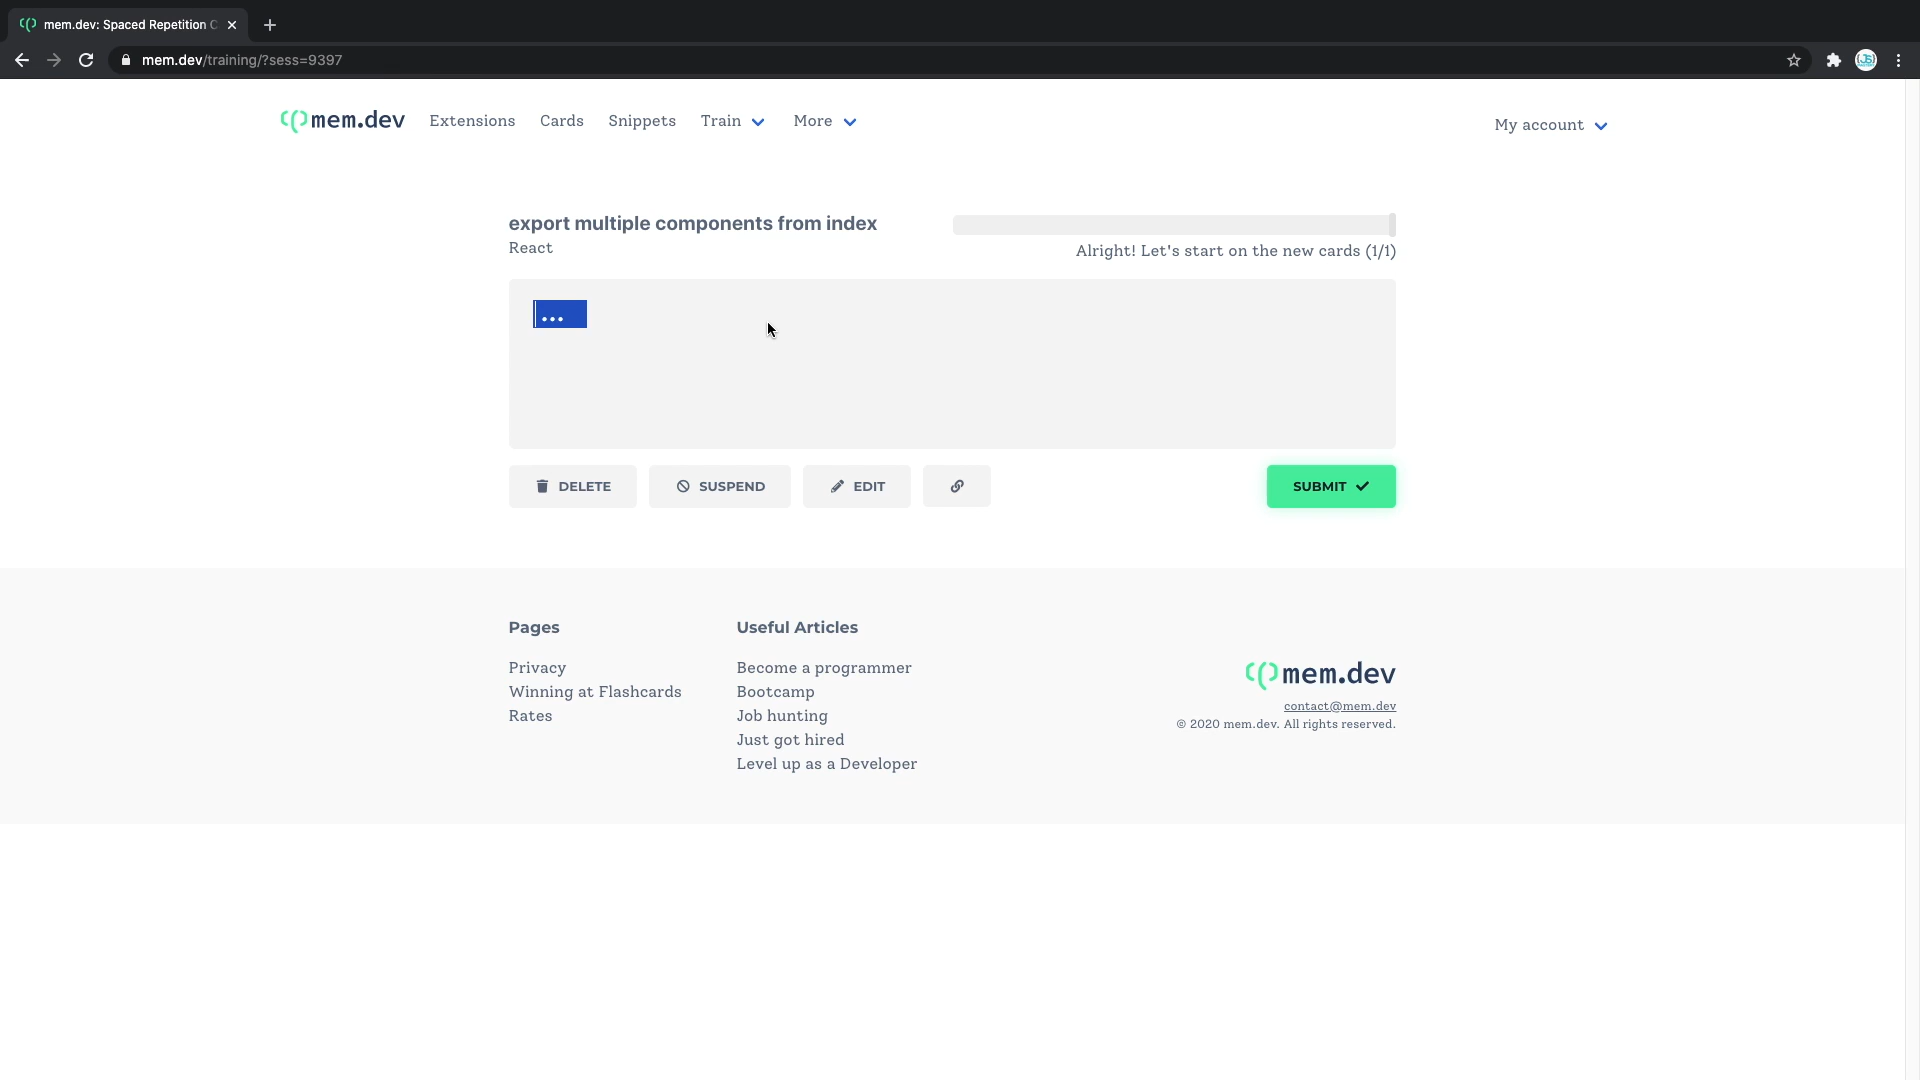 mem.dev: Spaced Repetition C
mem.dev/training/?sess=9397
mem.dev Extensions Cards Snippets Train More My account
export multiple components from index
React
Alright! Let's start on the new cards (1/1)
...
DELETE SUSPEND EDIT SUBMIT
Pages
Privacy
Winning at Flashcards
Rates
Useful Articles
Become a programmer
Bootcamp
Job hunting
Just got hired
Level up as a Developer
mem.dev
contact@mem.dev
© 2020 mem.dev. All rights reserved.